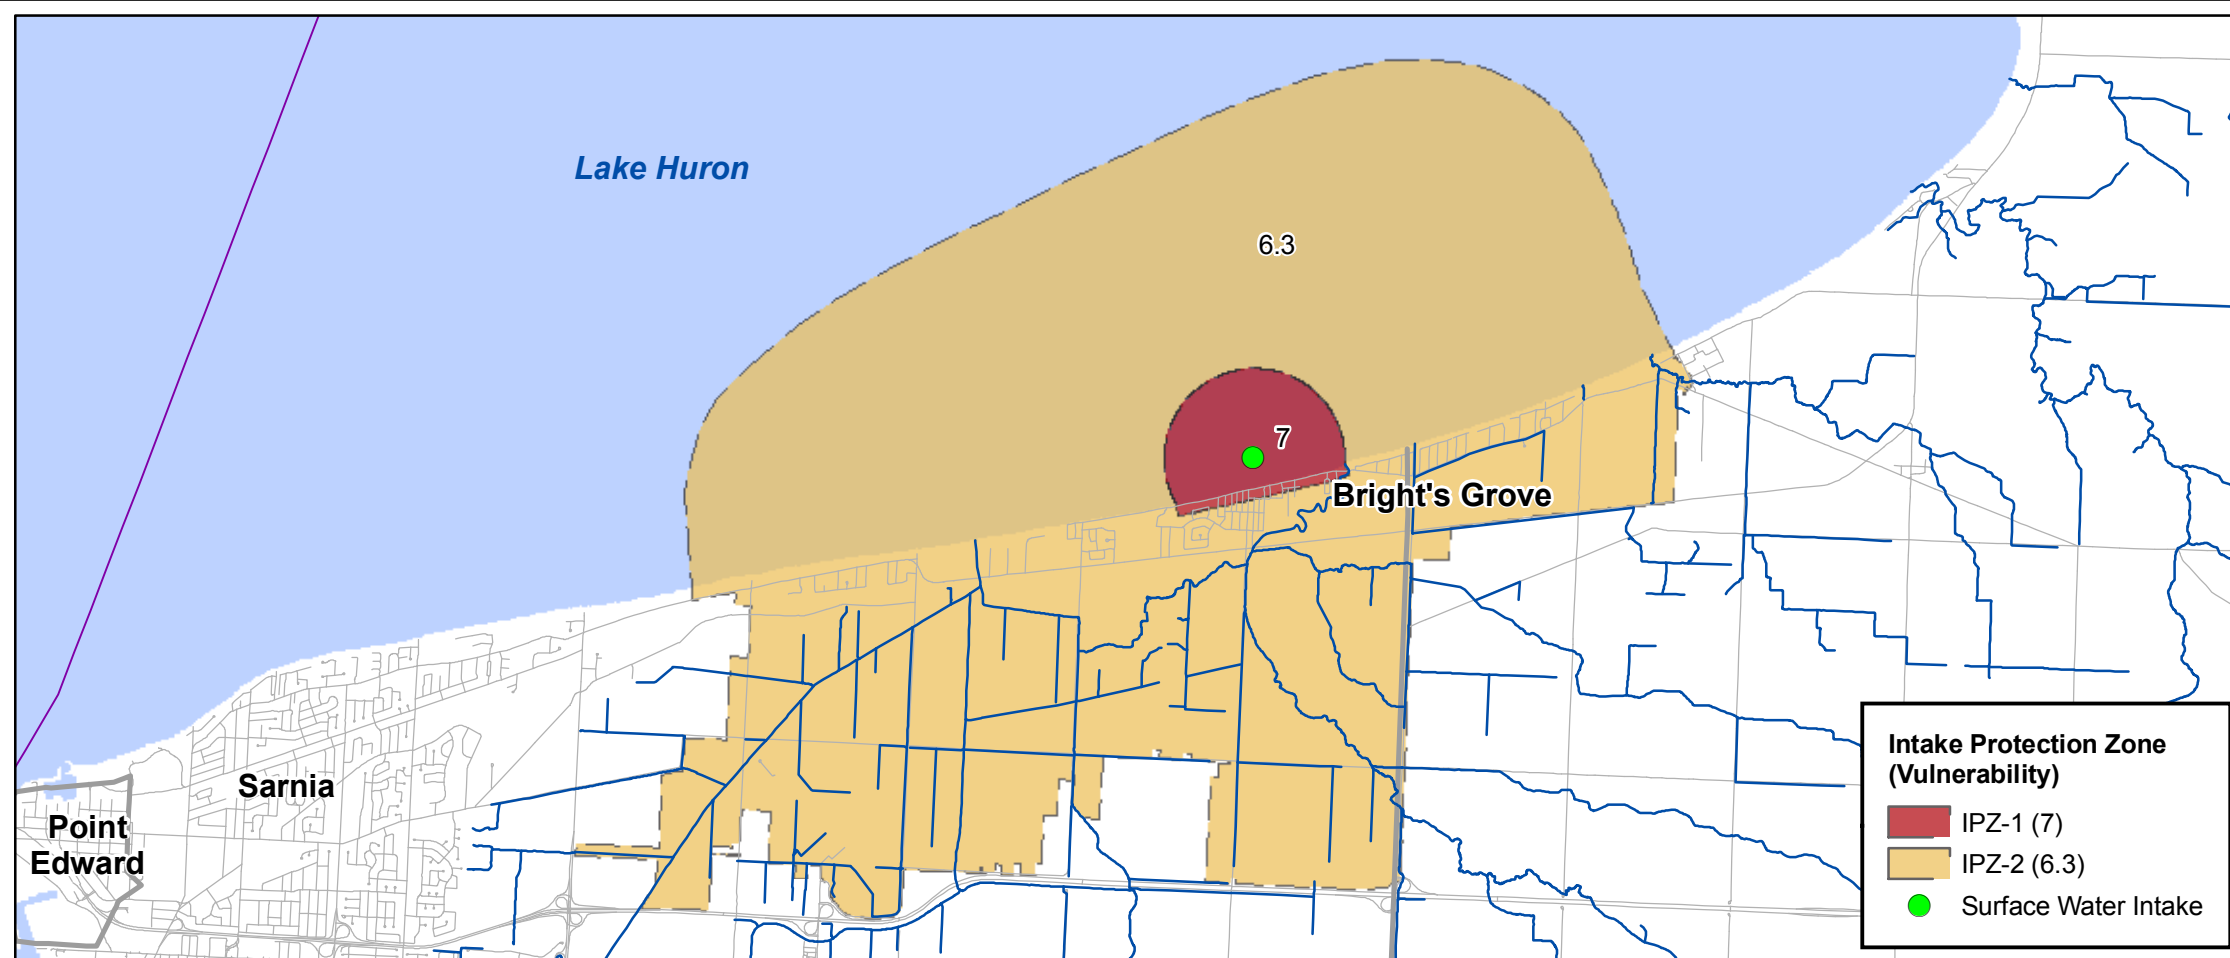 Lake Huron
6.3
7
Bright's Grove
Sarnia
Point
Edward
Intake Protection Zone
(Vulnerability)
IPZ-1 (7)
IPZ-2 (6.3)
Surface Water Intake